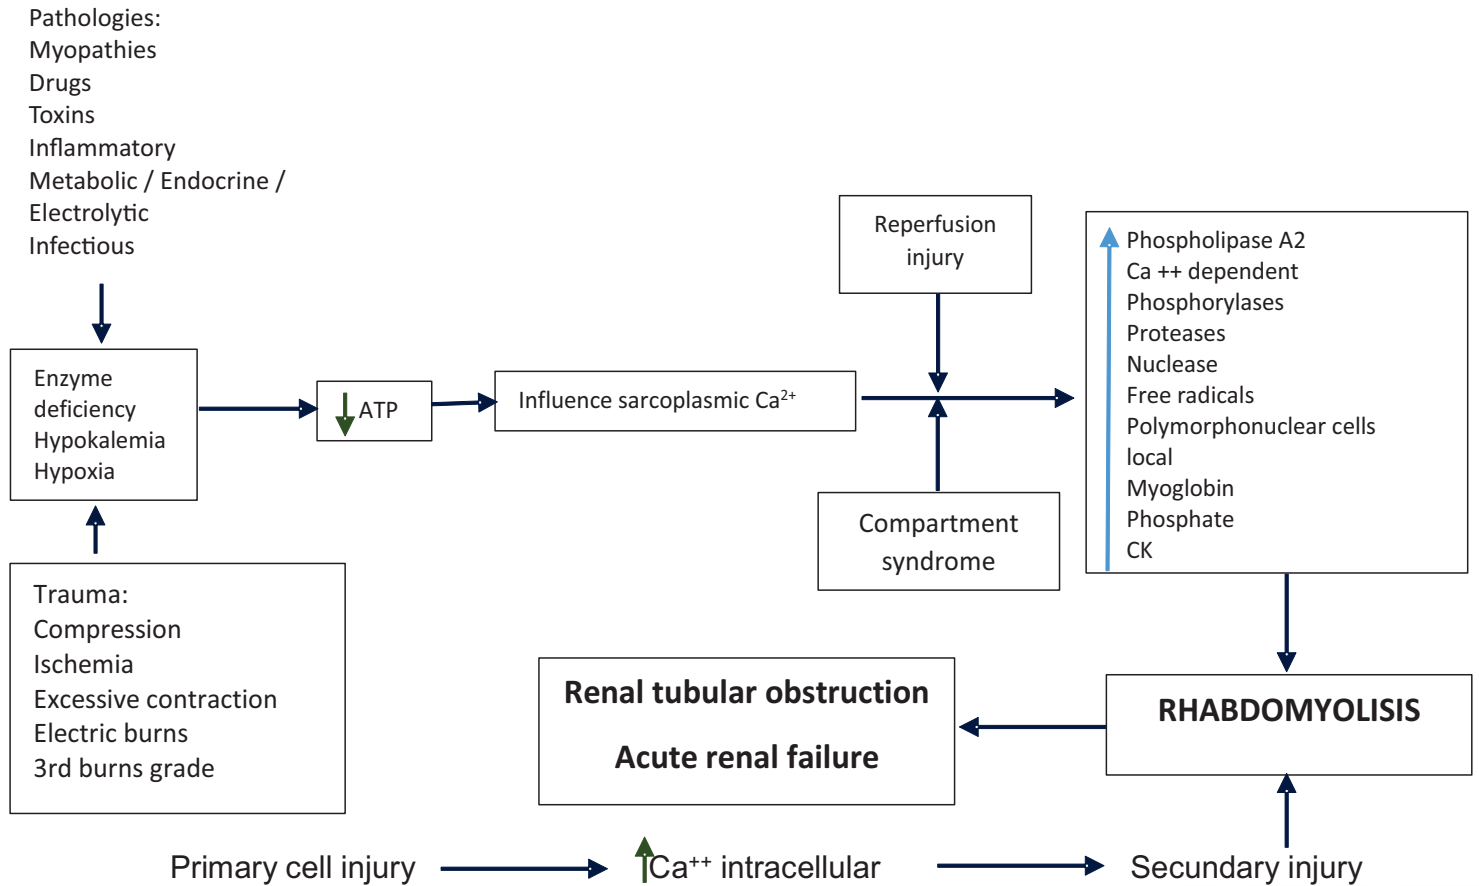 Pathologies:
Myopathies
Drugs
Toxins
Inflammatory
Metabolic / Endocrine /
Electrolytic
Infectious
Enzyme
deficiency
Hypokalemia
Hypoxia
Trauma:
Compression
Ischemia
Excessive contraction
Electric burns
3rd burns grade
ATP
Influence sarcoplasmic Ca²⁺
Reperfusion
injury
Compartment
syndrome
Phospholipase A2
Ca ++ dependent
Phosphorylases
Proteases
Nuclease
Free radicals
Polymorphonuclear cells
local
Myoglobin
Phosphate
CK
RHABDOMYOLISIS
Renal tubular obstruction
Acute renal failure
Primary cell injury
Ca⁺⁺ intracellular
Secundary injury